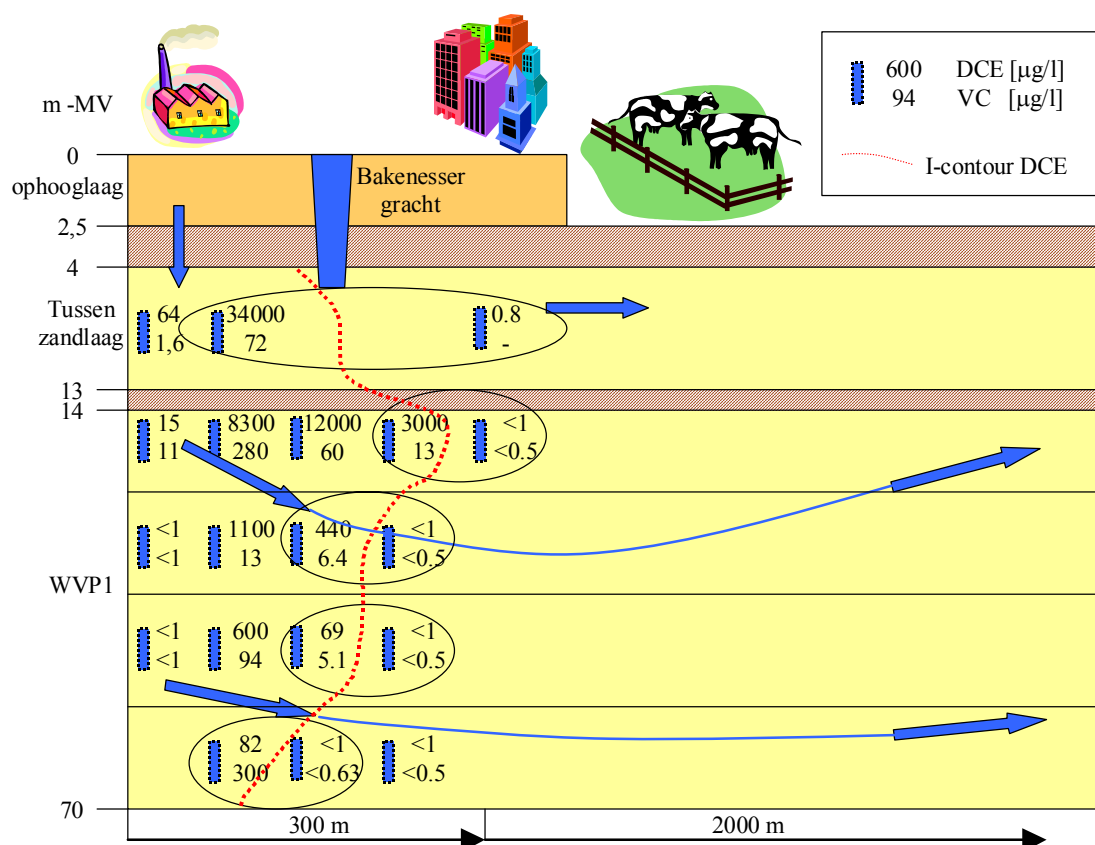 m -MV
600 DCE [µg/l]
94 VC [µg/l]
I-contour DCE
0
ophooglaag
Bakenesser
gracht
2,5
4
Tussen
zandlaag
64 34000 0.8
1,6 72 -
13
14
15 8300 12000 3000 <1
11 280 60 13 <0.5
<1 1100 440 <1
<1 13 6.4 <0.5
WVP1
<1 600 69 <1
<1 94 5.1 <0.5
82 <1 <1
300 <0.63 <0.5
70
300 m 2000 m